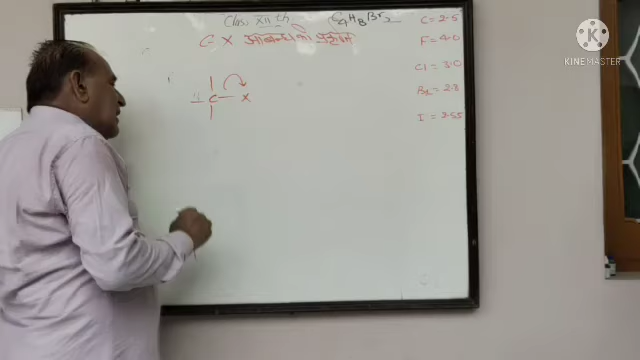 Class XII th
C4H8Br2
C = 2.5
C X आबन्ध की प्रकृति
F = 4.0
KINEMASTER
Cl = 3.0
C X
Br = 2.8
I = 2.55